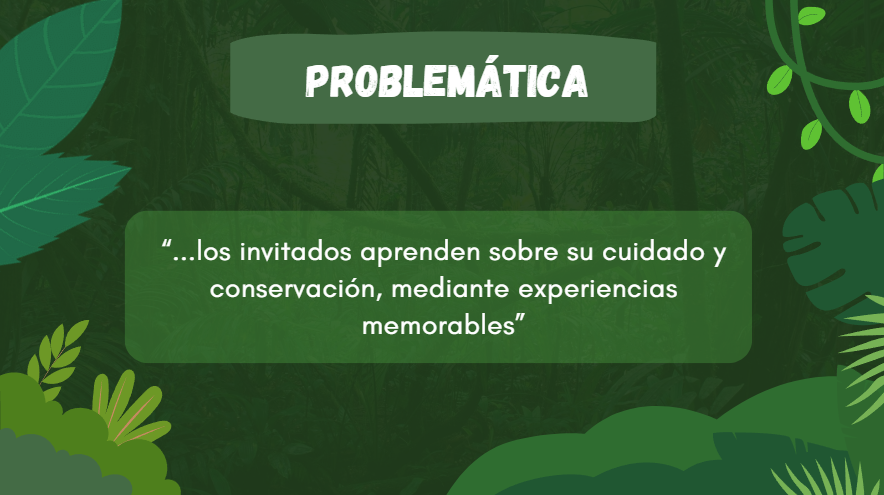 PROBLEMÁTICA
“...los invitados aprenden sobre su cuidado y
conservación, mediante experiencias
memorables”